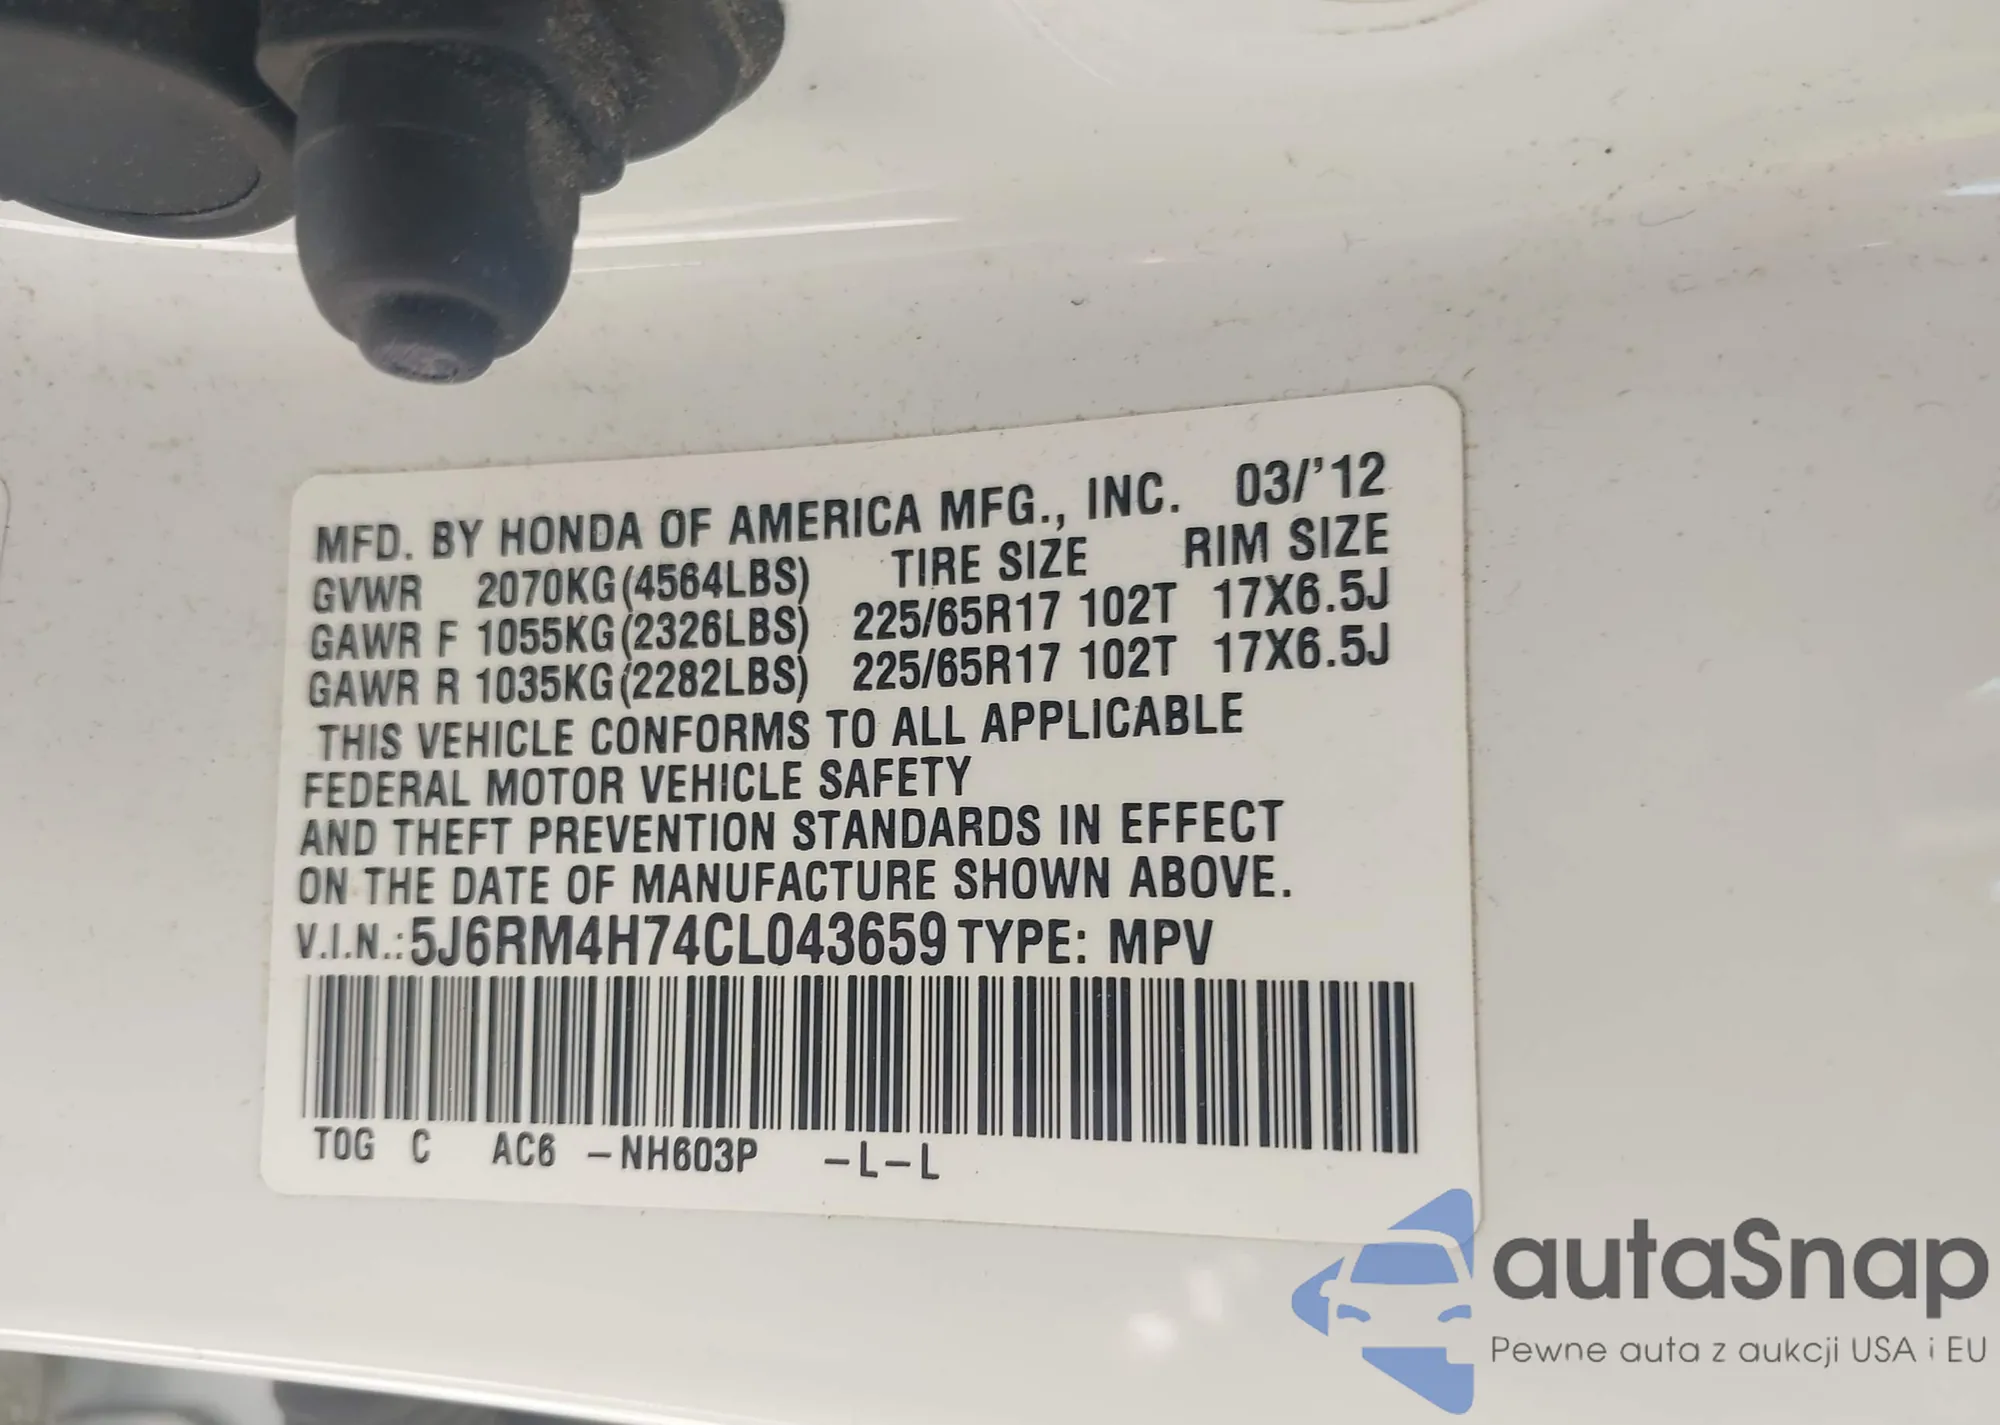 MFD. BY HONDA OF AMERICA MFG., INC. 03/'12
GVWR 2070KG(4564LBS) TIRE SIZE RIM SIZE
GAWR F 1055KG(2326LBS) 225/65R17 102T 17X6.5J
GAWR R 1035KG(2282LBS) 225/65R17 102T 17X6.5J
THIS VEHICLE CONFORMS TO ALL APPLICABLE
FEDERAL MOTOR VEHICLE SAFETY
AND THEFT PREVENTION STANDARDS IN EFFECT
ON THE DATE OF MANUFACTURE SHOWN ABOVE.
V.I.N.:5J6RM4H74CL043659 TYPE: MPV
T0G C AC6 -NH603P -L-L
autaSnap
Pewne auta z aukcji USA i EU